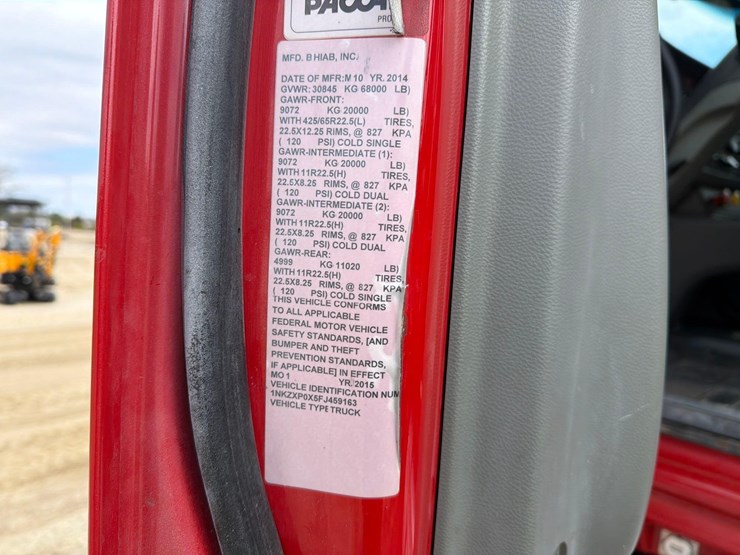 PACCAR
PRO
MFD. BHIAB, INC.
DATE OF MFR:M 10 YR. 2014
GVWR: 30845 KG 68000 LB)
GAWR-FRONT:
9072 KG 20000 LB)
WITH 425/65R22.5(L) TIRES,
22.5X12.25 RIMS, @ 827 KPA
( 120 PSI) COLD SINGLE
GAWR-INTERMEDIATE (1):
9072 KG 20000 LB)
WITH 11R22.5(H) TIRES,
22.5X8.25 RIMS, @ 827 KPA
( 120 PSI) COLD DUAL
GAWR-INTERMEDIATE (2):
9072 KG 20000 LB)
WITH 11R22.5(H) TIRES,
22.5X8.25 RIMS, @ 827 KPA
( 120 PSI) COLD DUAL
GAWR-REAR:
4999 KG 11020 LB)
WITH 11R22.5(H) TIRES,
22.5X8.25 RIMS, @ 827 KPA
( 120 PSI) COLD SINGLE
THIS VEHICLE CONFORMS
TO ALL APPLICABLE
FEDERAL MOTOR VEHICLE
SAFETY STANDARDS, [AND
BUMPER AND THEFT
PREVENTION STANDARDS,
IF APPLICABLE] IN EFFECT
MO 1 YR. 2015
VEHICLE IDENTIFICATION NUM
1NKZXP0X5FJ459163
VEHICLE TYPE TRUCK